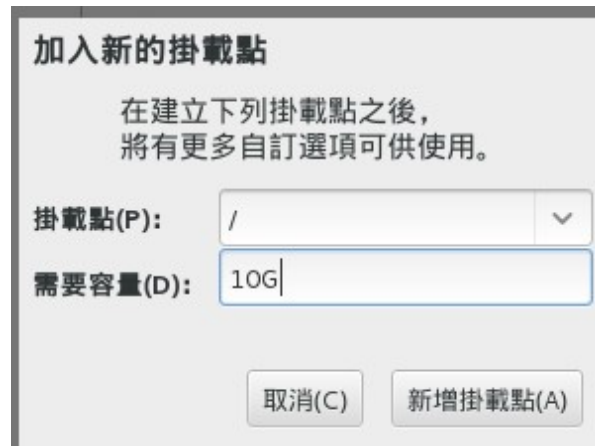 加入新的掛載點
在建立下列掛載點之後，
將有更多自訂選項可供使用。
掛載點(P): /
需要容量(D): 10G
取消(C) 新增掛載點(A)